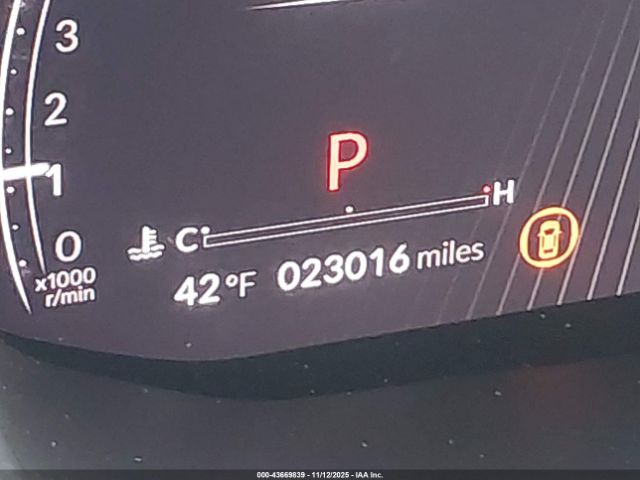 3
2
1
0
x1000
r/min
P
C
H
42°F 023016 miles
000-43669839 - 11/12/2025 - IAA Inc.